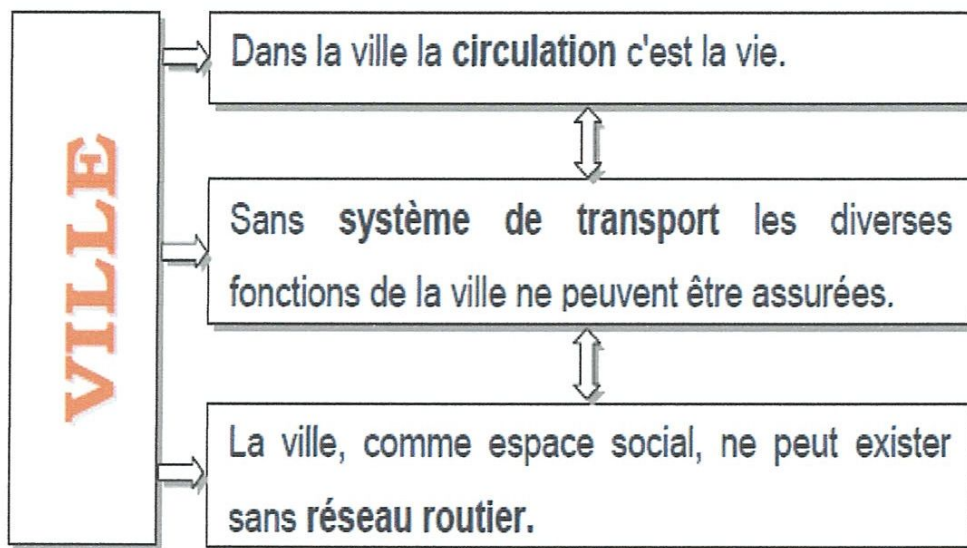 VILLE
Dans la ville la circulation c'est la vie.
Sans système de transport les diverses
fonctions de la ville ne peuvent être assurées.
La ville, comme espace social, ne peut exister
sans réseau routier.